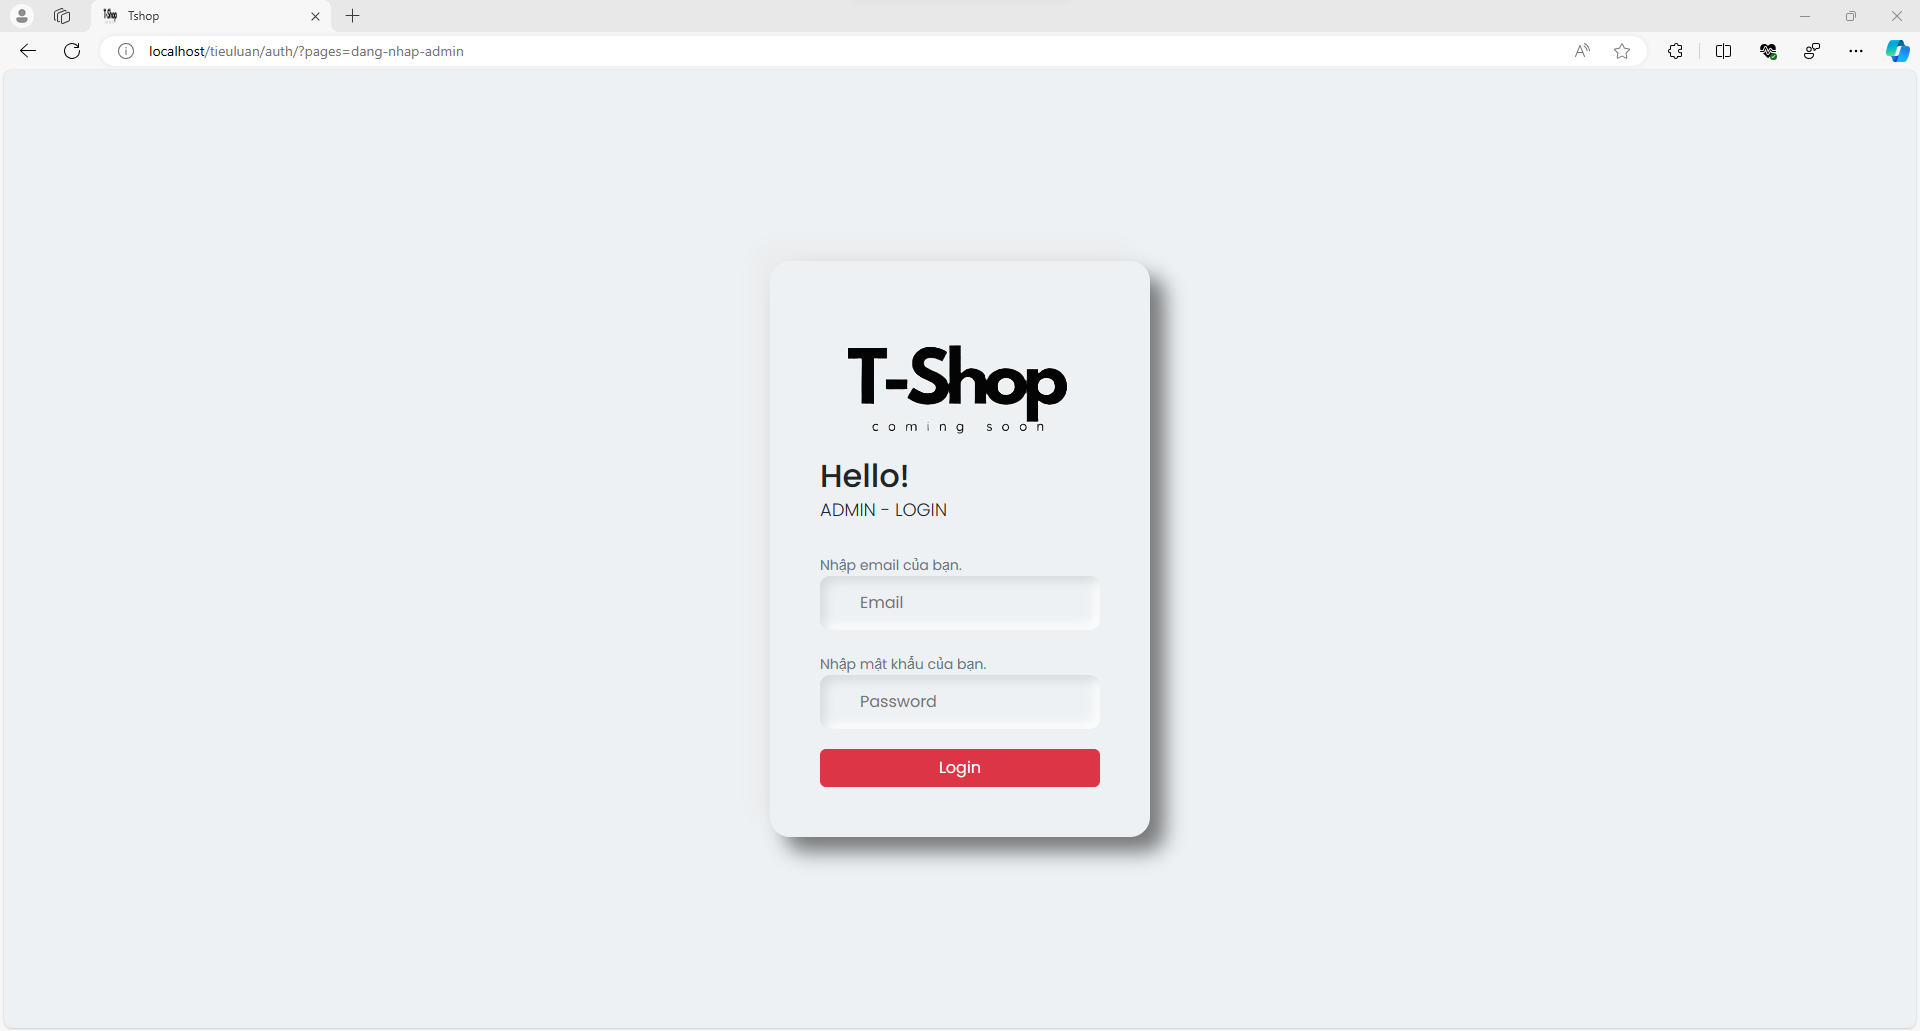 Tshop
localhost/tieuluan/auth/?pages=dang-nhap-admin
T-Shop
coming soon
Hello!
ADMIN - LOGIN
Nhập email của bạn.
Email
Nhập mật khẩu của bạn.
Password
Login